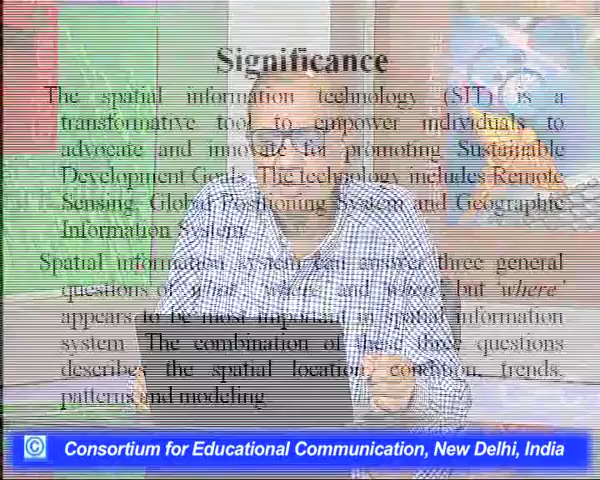 Significance
The spatial information technology (SIT) is a
transformative tool to empower individuals to
advocate and innovate for promoting Sustainable
Development Goals. The technology includes Remote
Sensing, Global Positioning System and Geographic
Information System.
Spatial information system can answer three general
questions of 'what', 'when' and 'where' but 'where'
appears to be most important in spatial information
system. The combination of these three questions
describes the spatial location, condition, trends,
patterns and modeling.
© Consortium for Educational Communication, New Delhi, India